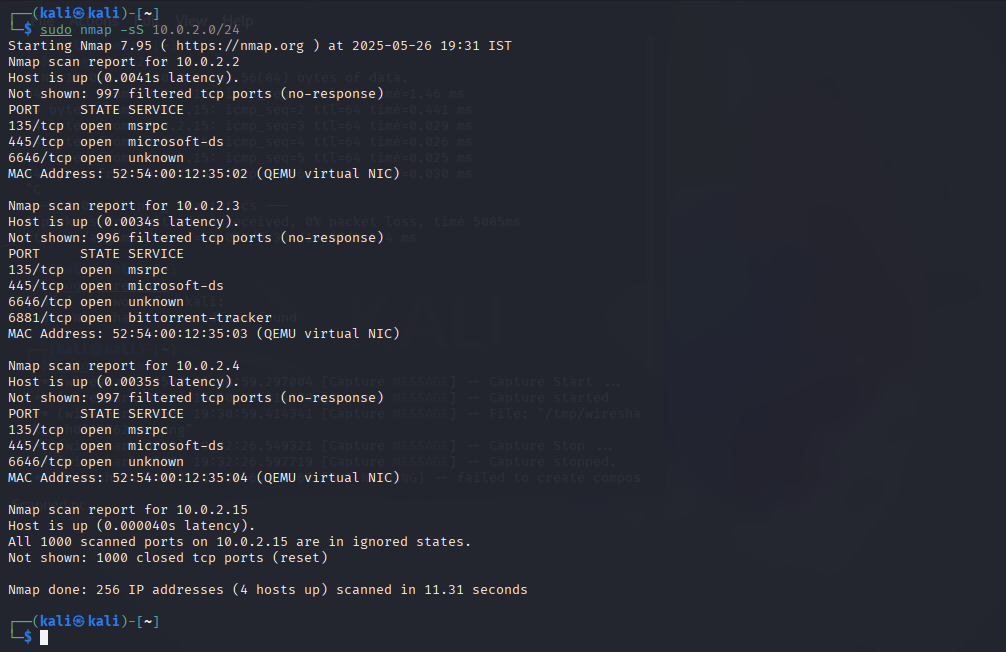 (kali㉿kali)-[~]
$ sudo nmap -sS 10.0.2.0/24
Starting Nmap 7.95 ( https://nmap.org ) at 2025-05-26 19:31 IST
Nmap scan report for 10.0.2.2
Host is up (0.0041s latency).
Not shown: 997 filtered tcp ports (no-response)
PORT     STATE SERVICE
135/tcp  open  msrpc
445/tcp  open  microsoft-ds
6646/tcp open  unknown
MAC Address: 52:54:00:12:35:02 (QEMU virtual NIC)

Nmap scan report for 10.0.2.3
Host is up (0.0034s latency).
Not shown: 996 filtered tcp ports (no-response)
PORT     STATE SERVICE
135/tcp  open  msrpc
445/tcp  open  microsoft-ds
6646/tcp open  unknown
6881/tcp open  bittorrent-tracker
MAC Address: 52:54:00:12:35:03 (QEMU virtual NIC)

Nmap scan report for 10.0.2.4
Host is up (0.0035s latency).
Not shown: 997 filtered tcp ports (no-response)
PORT     STATE SERVICE
135/tcp  open  msrpc
445/tcp  open  microsoft-ds
6646/tcp open  unknown
MAC Address: 52:54:00:12:35:04 (QEMU virtual NIC)

Nmap scan report for 10.0.2.15
Host is up (0.000040s latency).
All 1000 scanned ports on 10.0.2.15 are in ignored states.
Not shown: 1000 closed tcp ports (reset)

Nmap done: 256 IP addresses (4 hosts up) scanned in 11.31 seconds

(kali㉿kali)-[~]
$